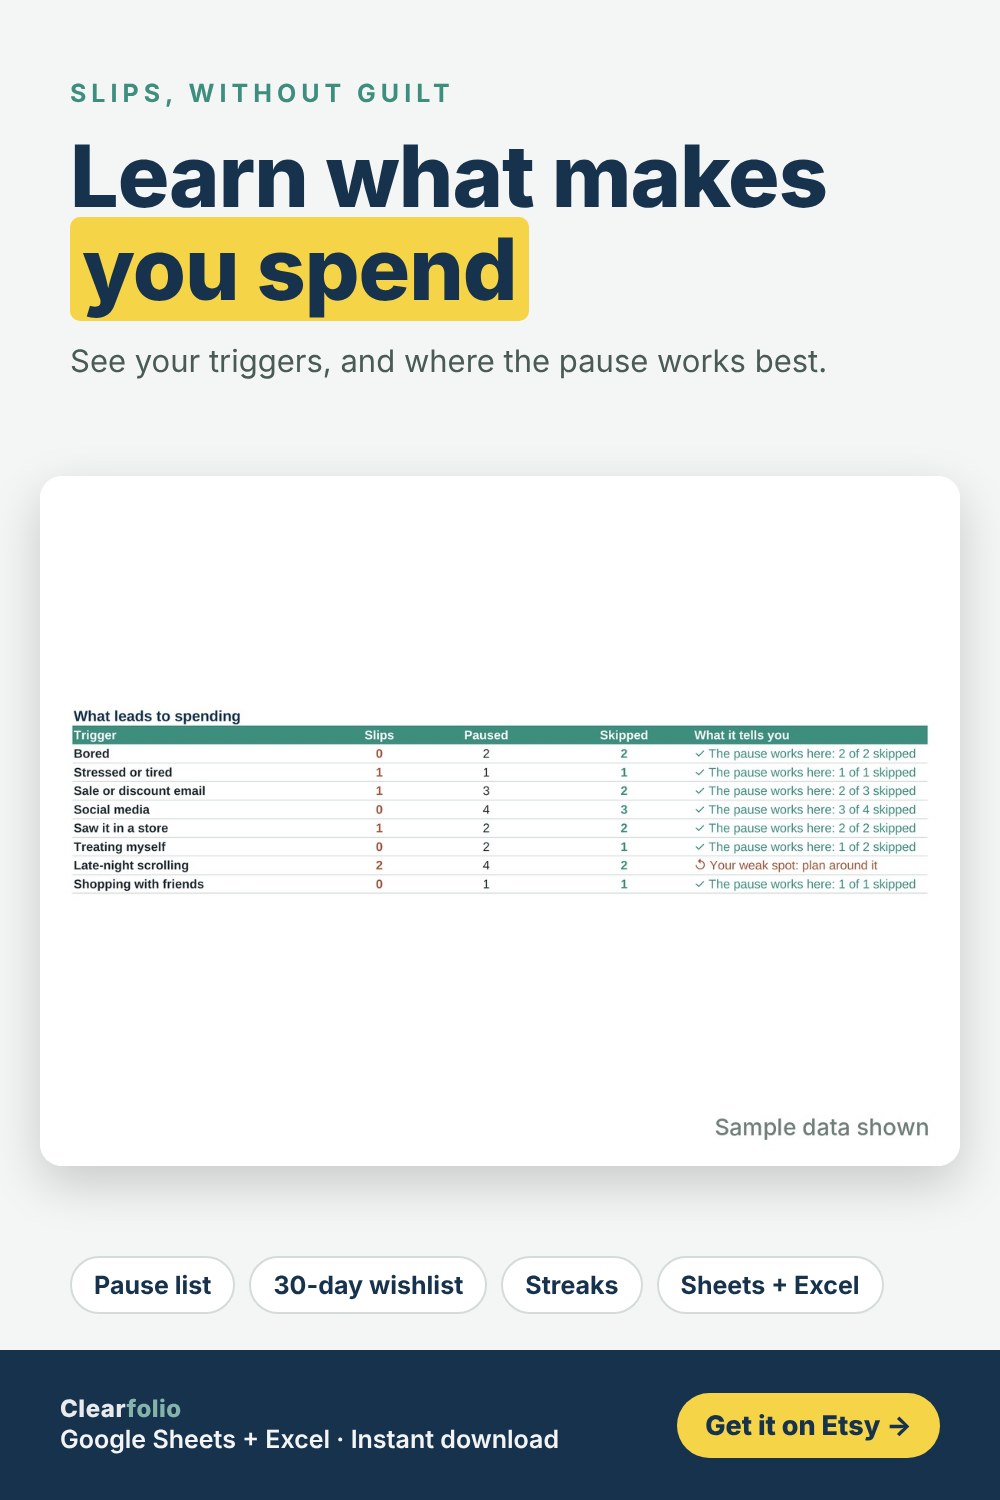 SLIPS, WITHOUT GUILT
Learn what makes
you spend
See your triggers, and where the pause works best.
What leads to spending
Trigger Slips Paused Skipped What it tells you
Bored 0 2 2 ✓ The pause works here: 2 of 2 skipped
Stressed or tired 1 1 1 ✓ The pause works here: 1 of 1 skipped
Sale or discount email 1 3 2 ✓ The pause works here: 2 of 3 skipped
Social media 0 4 3 ✓ The pause works here: 3 of 4 skipped
Saw it in a store 1 2 2 ✓ The pause works here: 2 of 2 skipped
Treating myself 0 2 1 ✓ The pause works here: 1 of 2 skipped
Late-night scrolling 2 4 2 ↺ Your weak spot: plan around it
Shopping with friends 0 1 1 ✓ The pause works here: 1 of 1 skipped
Sample data shown
Pause list 30-day wishlist Streaks Sheets + Excel
Clearfolio
Google Sheets + Excel · Instant download
Get it on Etsy →